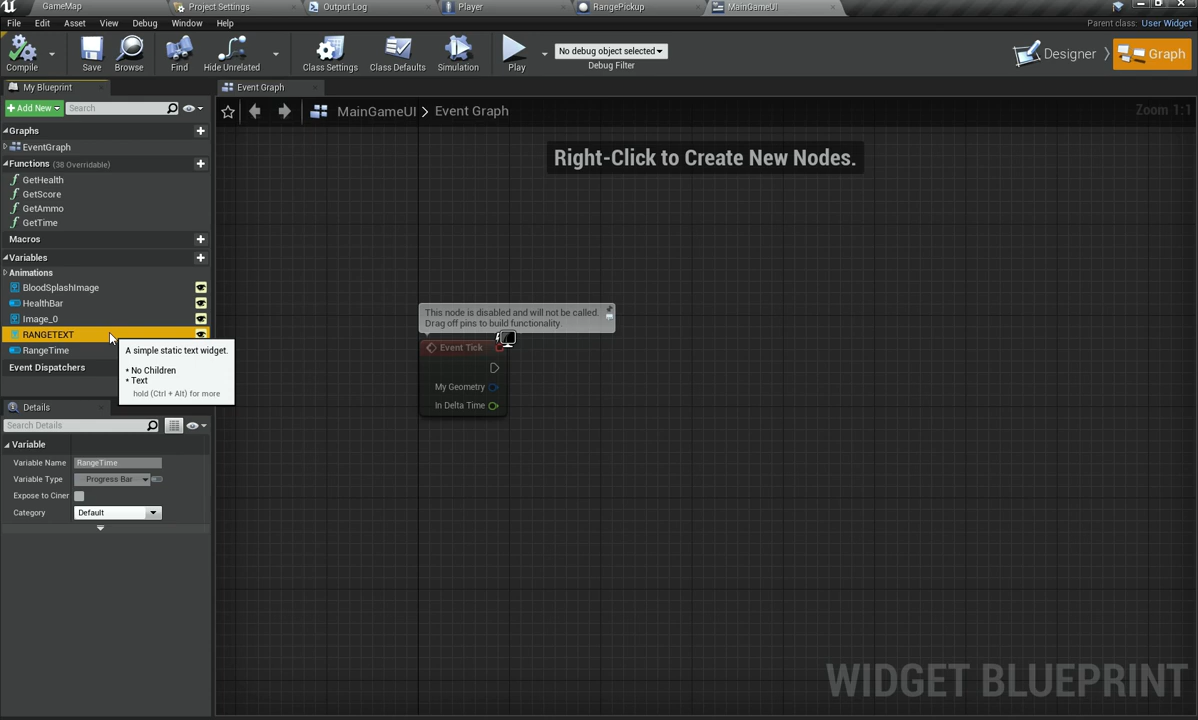 GameMap
Project Settings
Output Log
Player
RangePickup
MainGameUI
File Edit Asset View Debug Window Help
Parent class: User Widget
Compile
Save
Browse
Find
Hide Unrelated
Class Settings
Class Defaults
Simulation
Play
No debug object selected
Debug Filter
Designer
Graph
My Blueprint
Event Graph
Add New
Search
MainGameUI > Event Graph
Zoom 1:1
Graphs
EventGraph
Functions (38 Overridable)
GetHealth
GetScore
GetAmmo
GetTime
Macros
Variables
Animations
BloodSplashImage
HealthBar
Image_0
RANGETEXT
RangeTime
Event Dispatchers
A simple static text widget.
• No Children
• Text
hold (Ctrl + Alt) for more
Details
Search Details
Variable
Variable Name RangeTime
Variable Type Progress Bar
Expose to Ciner
Category Default
Right-Click to Create New Nodes.
This node is disabled and will not be called.
Drag off pins to build functionality.
Event Tick
My Geometry
In Delta Time
WIDGET BLUEPRINT